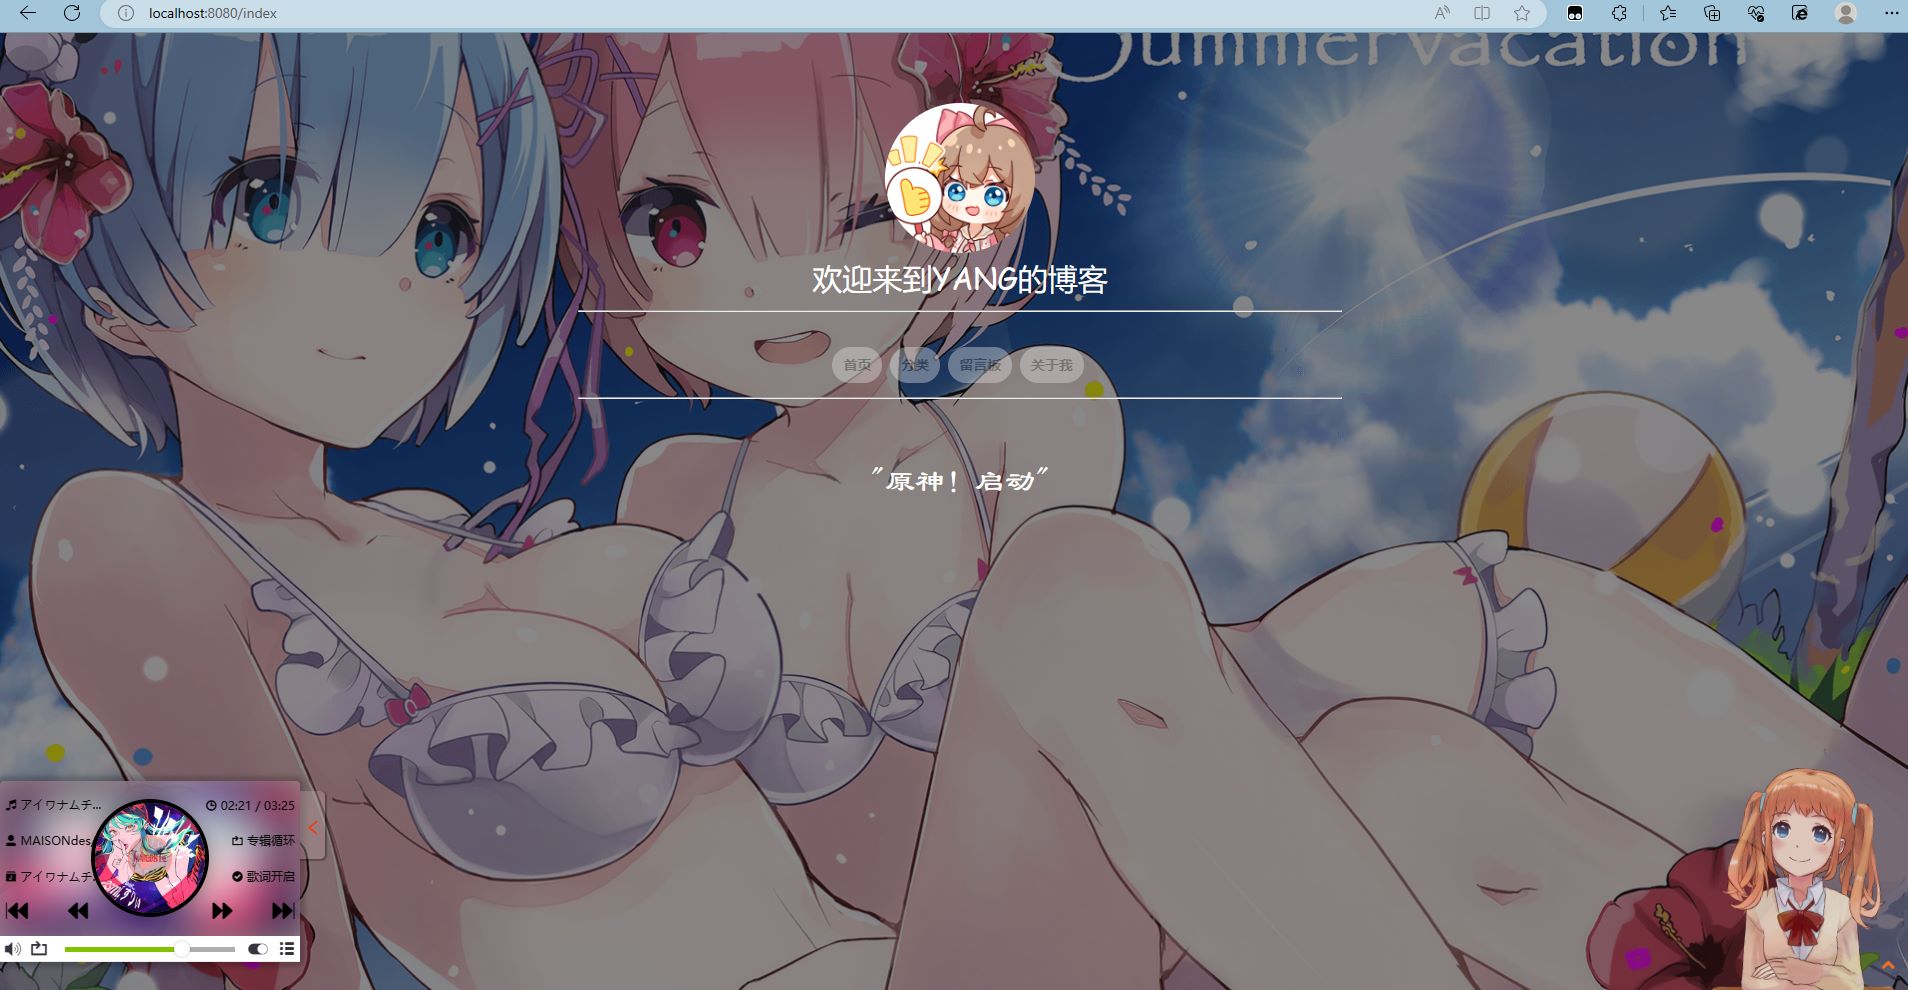 localhost:8080/index
Summervacation
欢迎来到YANG的博客
首页 分类 留言板 关于我
"原神！启动"
アイワナムチ... 02:21 / 03:25
MAISONdes 专辑循环
アイワナムチ. 歌词开启